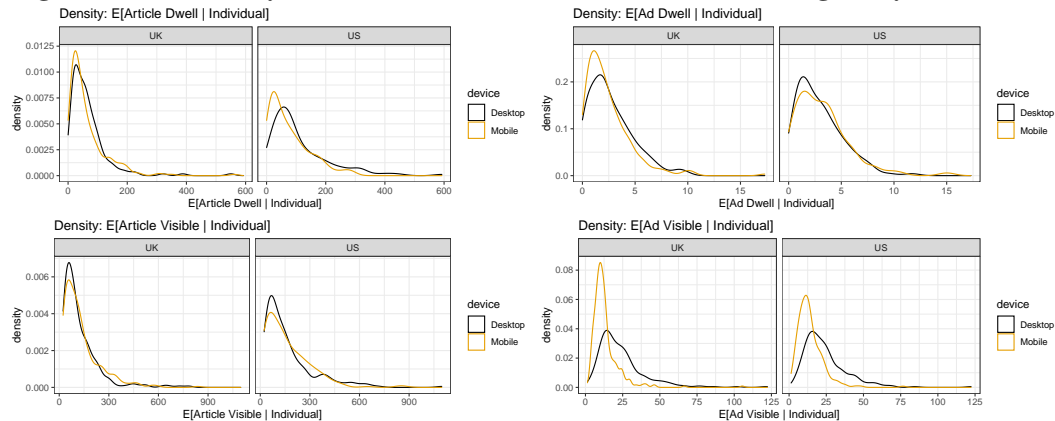 Density: E[Article Dwell | Individual]
UK
US
0.0125
0.0100
0.0075
0.0050
0.0025
0.0000
density
0
200
400
600
0
200
400
600
E[Article Dwell | Individual]
device
Desktop
Mobile
Density: E[Ad Dwell | Individual]
UK
US
0.2
0.1
0.0
density
0
5
10
15
0
5
10
15
E[Ad Dwell | Individual]
device
Desktop
Mobile
Density: E[Article Visible | Individual]
UK
US
0.006
0.004
0.002
0.000
density
0
300
600
900
0
300
600
900
E[Article Visible | Individual]
device
Desktop
Mobile
Density: E[Ad Visible | Individual]
UK
US
0.08
0.06
0.04
0.02
0.00
density
0
25
50
75
100
125
0
25
50
75
100
125
E[Ad Visible | Individual]
device
Desktop
Mobile